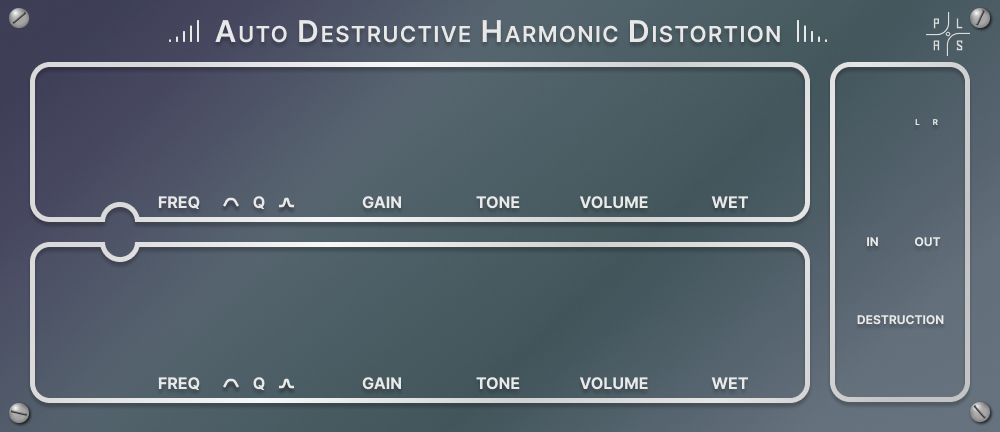 Auto Destructive Harmonic Distortion
P L
A S
L R
FREQ Q GAIN TONE VOLUME WET
IN OUT
DESTRUCTION
FREQ Q GAIN TONE VOLUME WET